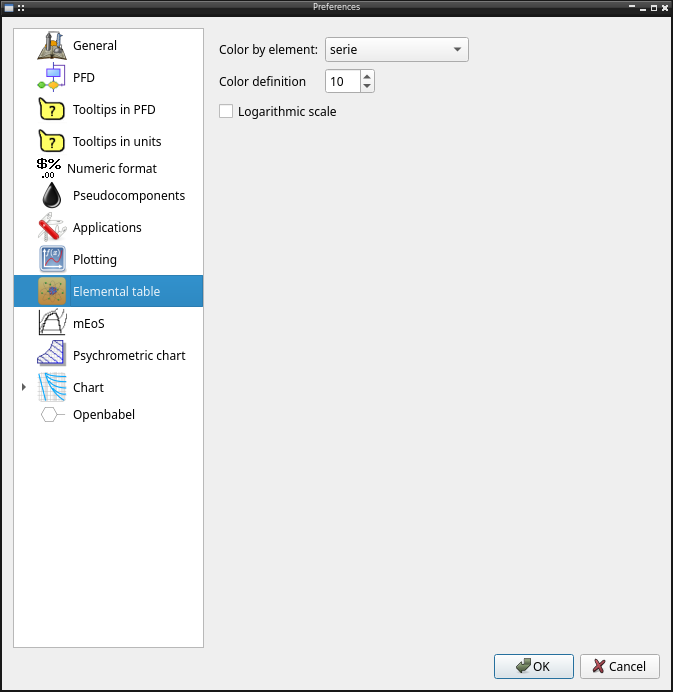 Preferences
General
PFD
Tooltips in PFD
Tooltips in units
$%
.00
Numeric format
Pseudocomponents
Applications
f(x)
Plotting
Elemental table
mEoS
Psychrometric chart
Chart
Openbabel
Color by element: serie
Color definition 10
Logarithmic scale
OK
Cancel